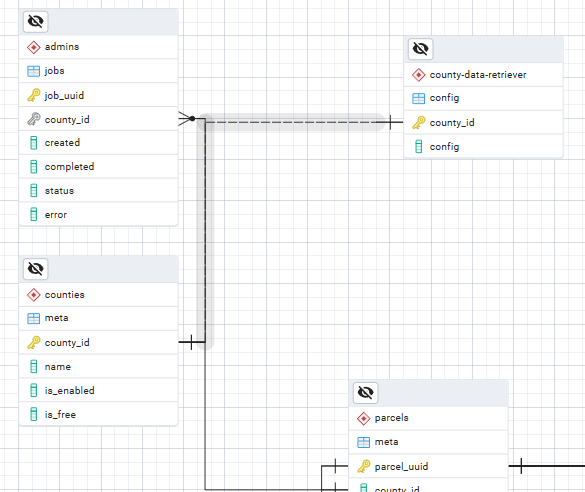 admins
jobs
job_uuid
county_id
created
completed
status
error
county-data-retriever
config
county_id
config
counties
meta
county_id
name
is_enabled
is_free
parcels
meta
parcel_uuid
county_id